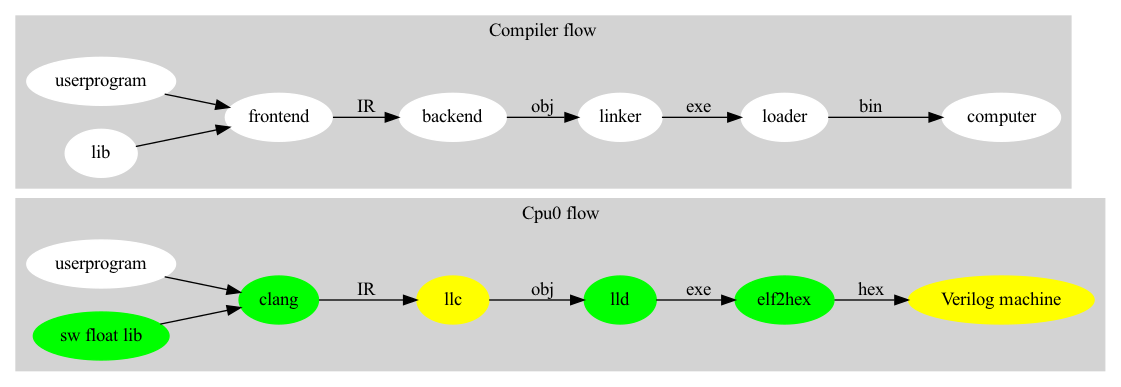 Compiler flow
userprogram
lib
frontend
IR
backend
obj
linker
exe
loader
bin
computer
Cpu0 flow
userprogram
sw float lib
clang
IR
llc
obj
lld
exe
elf2hex
hex
Verilog machine